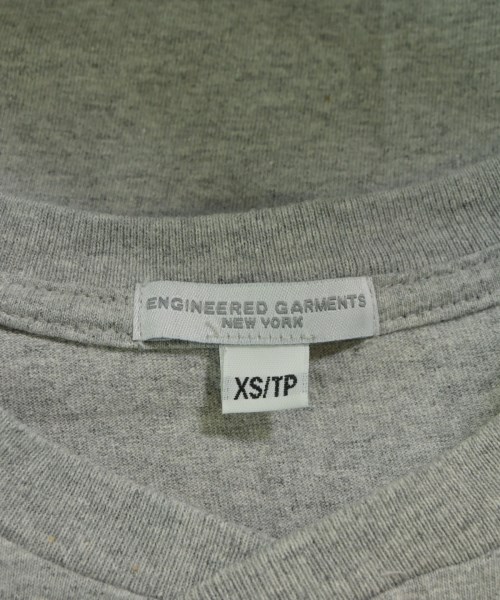 ENGINEERED GARMENTS
NEW YORK
XS/TP